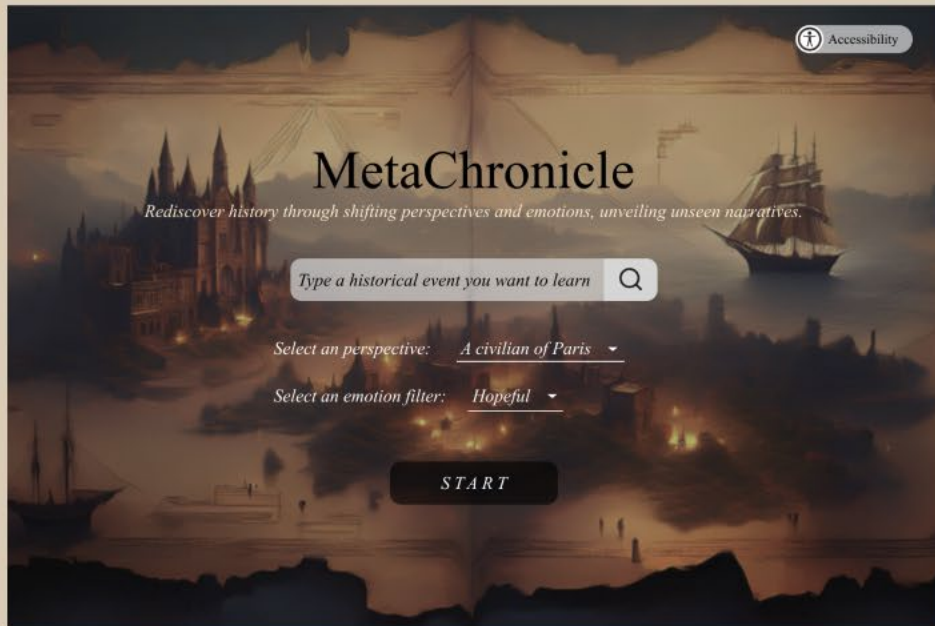 Accessibility
MetaChronicle
Rediscover history through shifting perspectives and emotions, unveiling unseen narratives.
Type a historical event you want to learn
Select an perspective: A civilian of Paris
Select an emotion filter: Hopeful
START